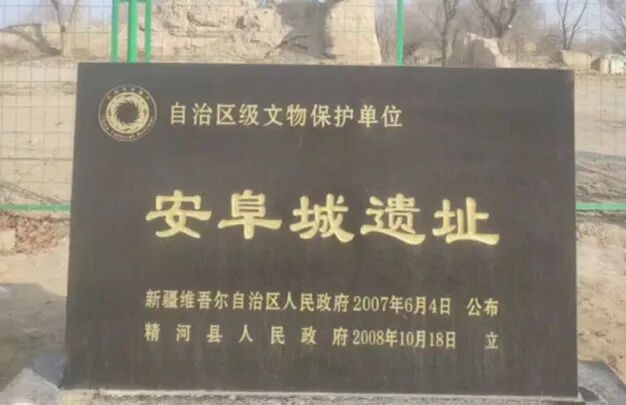 自治区级文物保护单位
安阜城遗址
新疆维吾尔自治区人民政府2007年6月4日 公布
精河县人民政府2008年10月18日 立